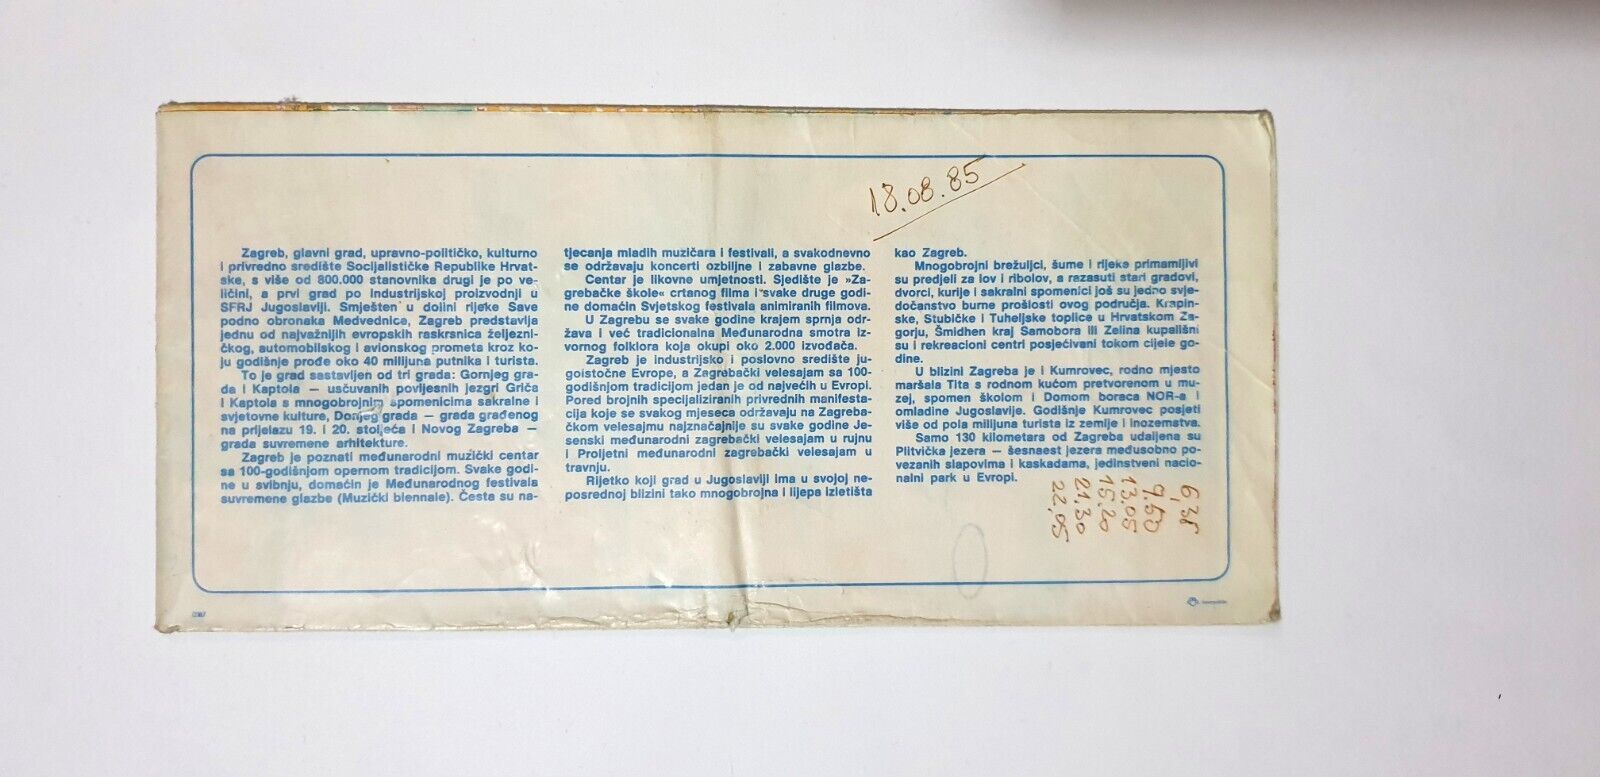 18.08.85
Zagreb, glavni grad, upravno-političko, kulturno
i privredno središte Socijalističke Republike Hrvat-
ske, s više od 800.000 stanovnika drugi je po ve-
ličini, a prvi grad po industrijskoj proizvodnji u
SFRJ Jugoslaviji. Smješten u dolini rijeke Save
podno obronaka Medvednice, Zagreb predstavlja
jednu od najvažnijih evropskih raskrsnica željezni-
čkog, automobilskog i avionskog prometa kroz ko-
ju godišnje prođe oko 40 milijuna putnika i turista.
To je grad sastavljen od tri grada: Gornjeg gra-
da i Kaptola — uščuvanih povijesnih jezgri Griča
i Kaptola s mnogobrojnim spomenicima sakralne i
svjetovne kulture, Donjeg grada — grada građenog
na prijelazu 19. i 20. stoljeća i Novog Zagreba —
grada suvremene arhitekture.
Zagreb je poznati međunarodni muzički centar
sa 100-godišnjom opernom tradicijom. Svake godi-
ne u svibnju, domaćin je Međunarodnog festivala
suvremene glazbe (Muzički biennale). Česta su na-
tjecanja mladih muzičara i festivali, a svakodnevno
se održavaju koncerti ozbiljne i zabavne glazbe.
Centar je likovne umjetnosti. Sjedište je »Za-
grebačke škole« crtanog filma i svake druge godi-
ne domaćin Svjetskog festivala animiranih filmova.
U Zagrebu se svake godine krajem srpnja odr-
žava i već tradicionalna Međunarodna smotra iz-
vornog folklora koja okupi oko 2.000 izvođača.
Zagreb je industrijsko i poslovno središte ju-
goistočne Evrope, a Zagrebački velesajam sa 100-
godišnjom tradicijom jedan je od najvećih u Evropi.
Pored brojnih specijaliziranih privrednih manifesta-
cija koje se svakog mjeseca održavaju na Zagreba-
čkom velesajmu najznačajnije su svake godine Je-
senski međunarodni zagrebački velesajam u rujnu
i Proljetni međunarodni zagrebački velesajam u
travnju.
Rijetko koji grad u Jugoslaviji ima u svojoj ne-
posrednoj blizini tako mnogobrojna i lijepa izletišta
kao Zagreb.
Mnogobrojni brežuljci, šume i rijeke primamljivi
su predjeli za lov i ribolov, a razasuti stari gradovi,
dvorci, kurije i sakralni spomenici još su jedno svje-
dočanstvo burne prošlosti ovog područja. Krapin-
ske, Stubičke i Tuheljske toplice u Hrvatskom Za-
gorju, Šmidhen kraj Samobora ili Zelina kupališni
su i rekreacioni centri posjećivani tokom cijele go-
dine.
U blizini Zagreba je i Kumrovec, rodno mjesto
maršala Tita s rodnom kućom pretvorenom u mu-
zej, spomen školom i Domom boraca NOR-a i
omladine Jugoslavije. Godišnje Kumrovec posjeti
više od pola milijuna turista iz zemlje i inozemstva.
Samo 130 kilometara od Zagreba udaljena su
Plitvička jezera — šesnaest jezera međusobno po-
vezanih slapovima i kaskadama, jedinstveni nacio-
nalni park u Evropi.
9.50
13.05
15,20
21,30
22,05